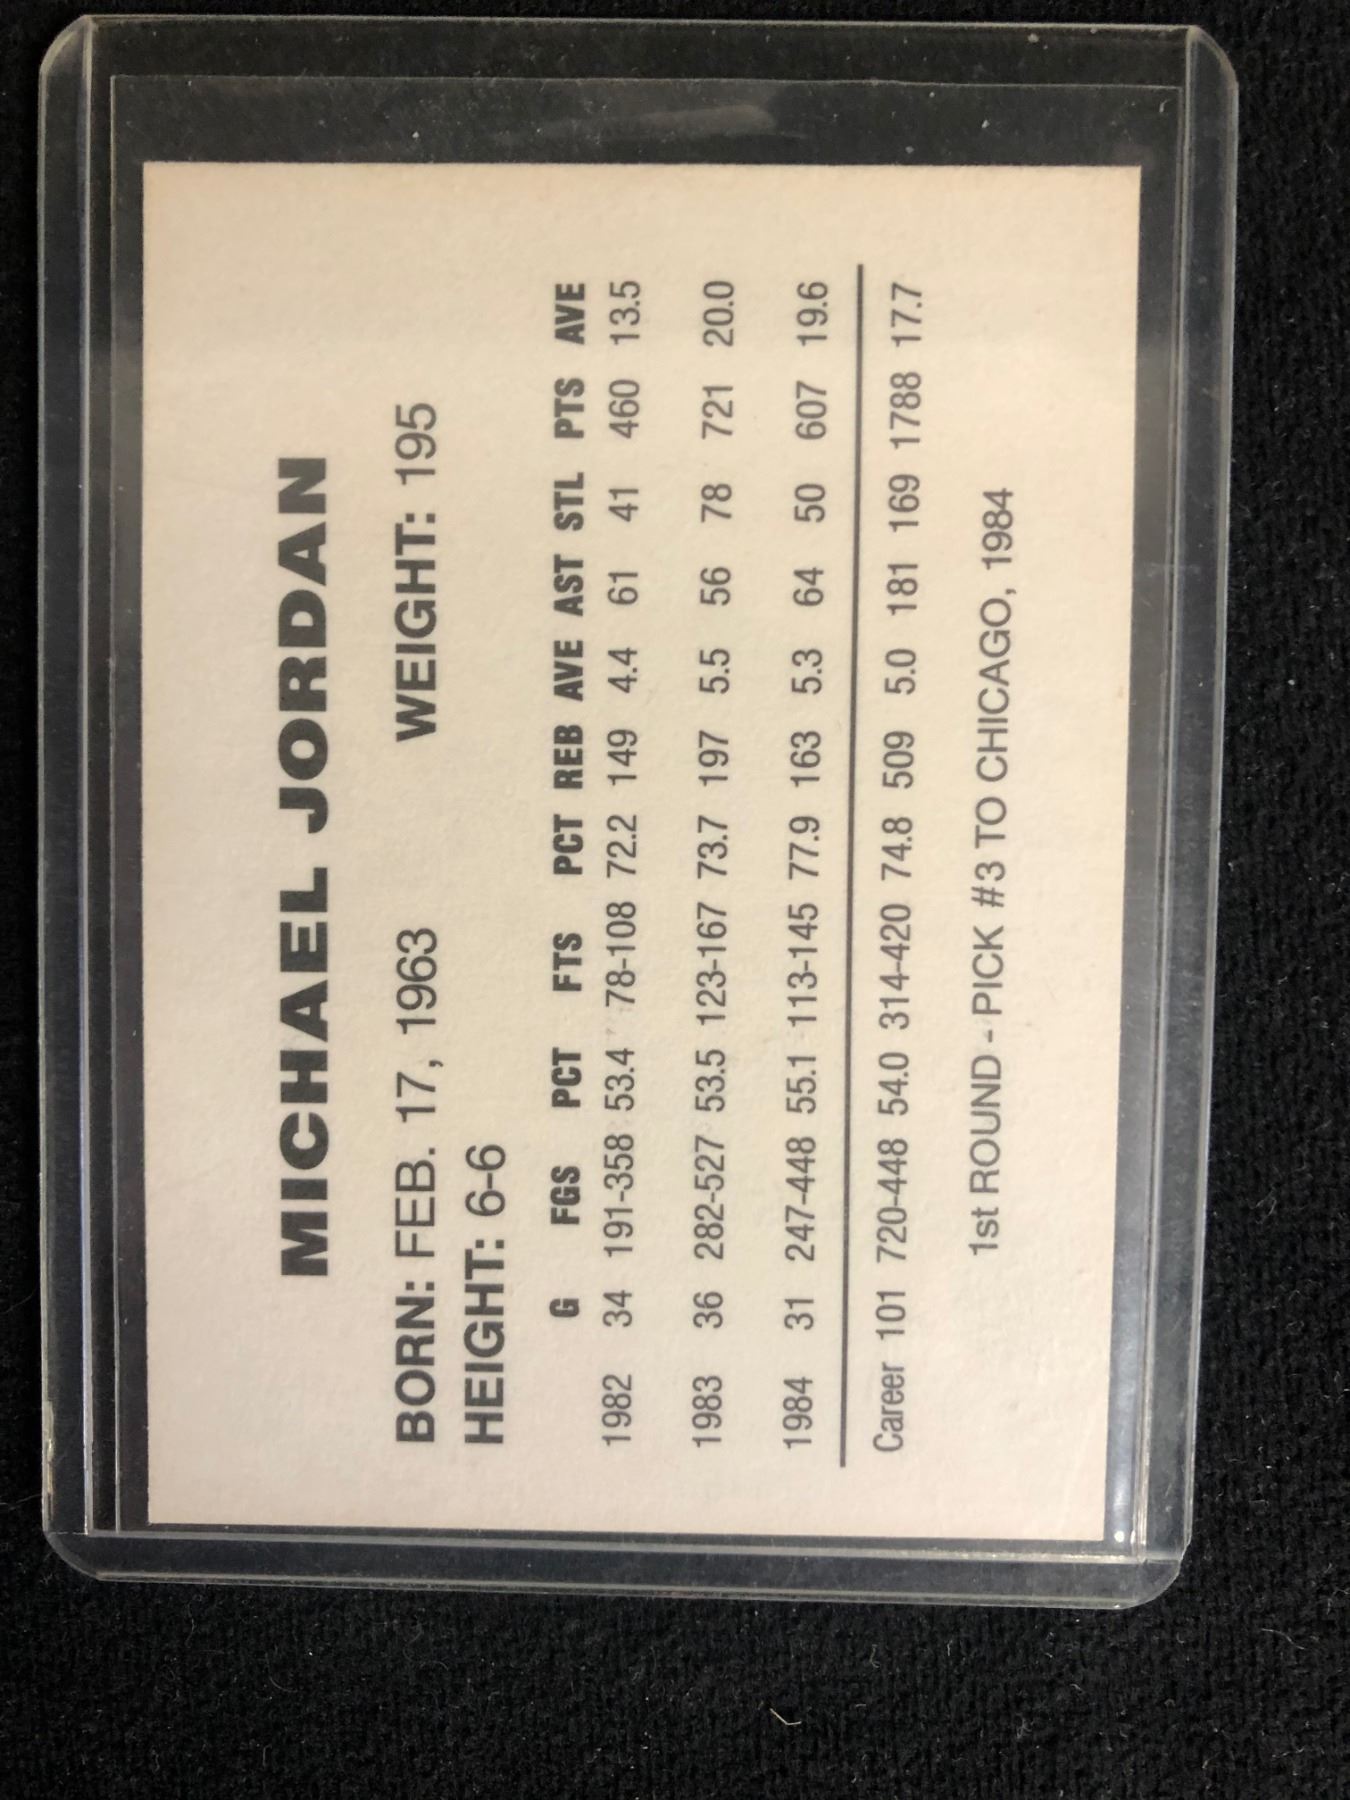 MICHAEL JORDAN
BORN: FEB. 17, 1963 WEIGHT: 195
HEIGHT: 6-6
G FGS PCT FTS PCT REB AVE AST STL PTS AVE
1982 34 191-358 53.4 78-108 72.2 149 4.4 61 41 460 13.5
1983 36 282-527 53.5 123-167 73.7 197 5.5 56 78 721 20.0
1984 31 247-448 55.1 113-145 77.9 163 5.3 64 50 607 19.6
Career 101 720-448 54.0 314-420 74.8 509 5.0 181 169 1788 17.7
1st ROUND - PICK #3 TO CHICAGO, 1984